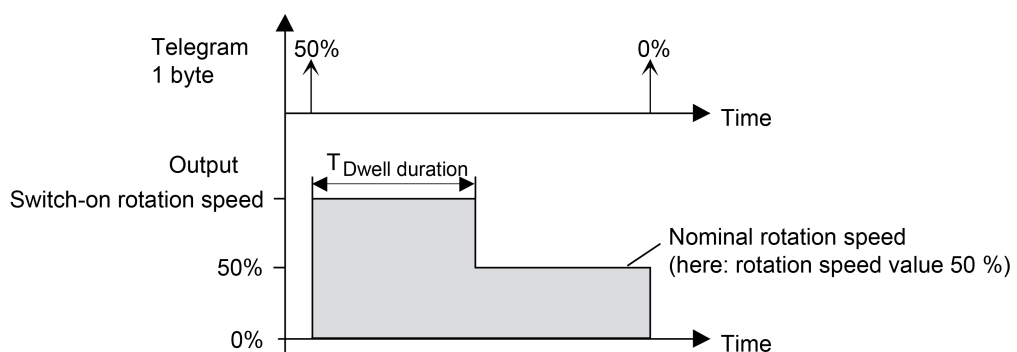 Telegram
1 byte
50%
0%
Time
Output
T Dwell duration
Switch-on rotation speed
Nominal rotation speed
(here: rotation speed value 50 %)
50%
0%
Time